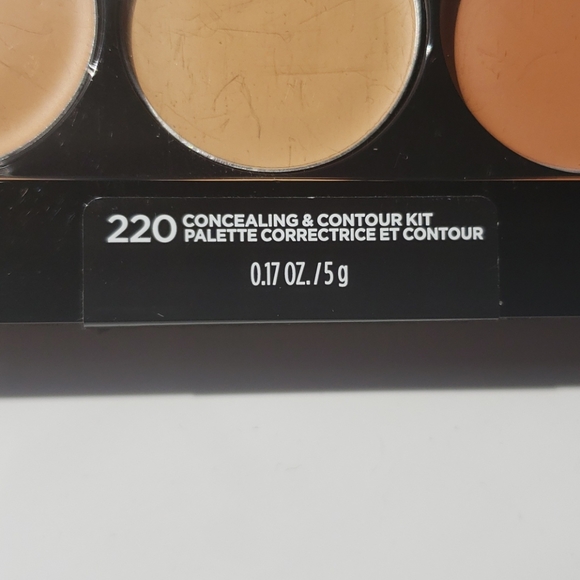 220 CONCEALING & CONTOUR KIT
PALETTE CORRECTRICE ET CONTOUR
0.17 OZ. / 5 g